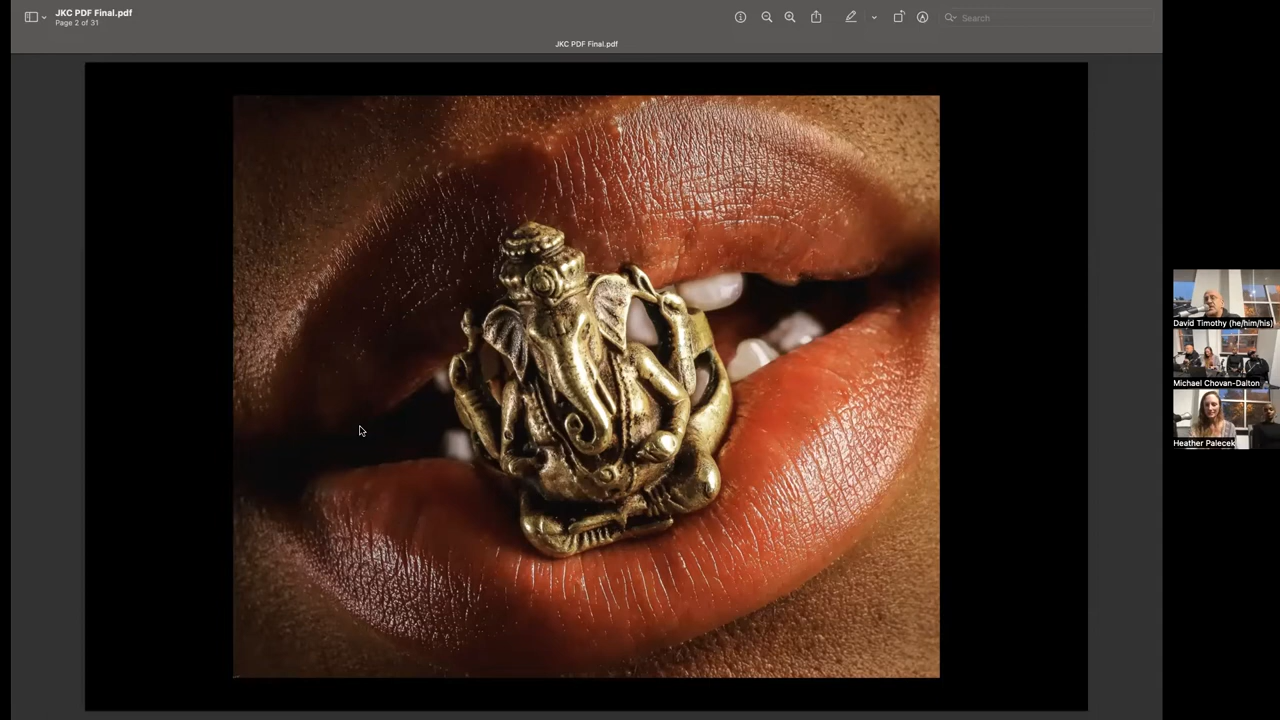 JKC PDF Final.pdf
Page 2 of 31
Search
JKC PDF Final.pdf
David Timothy (he/him/his)
Michael Chovan-Dalton
Heather Palecek